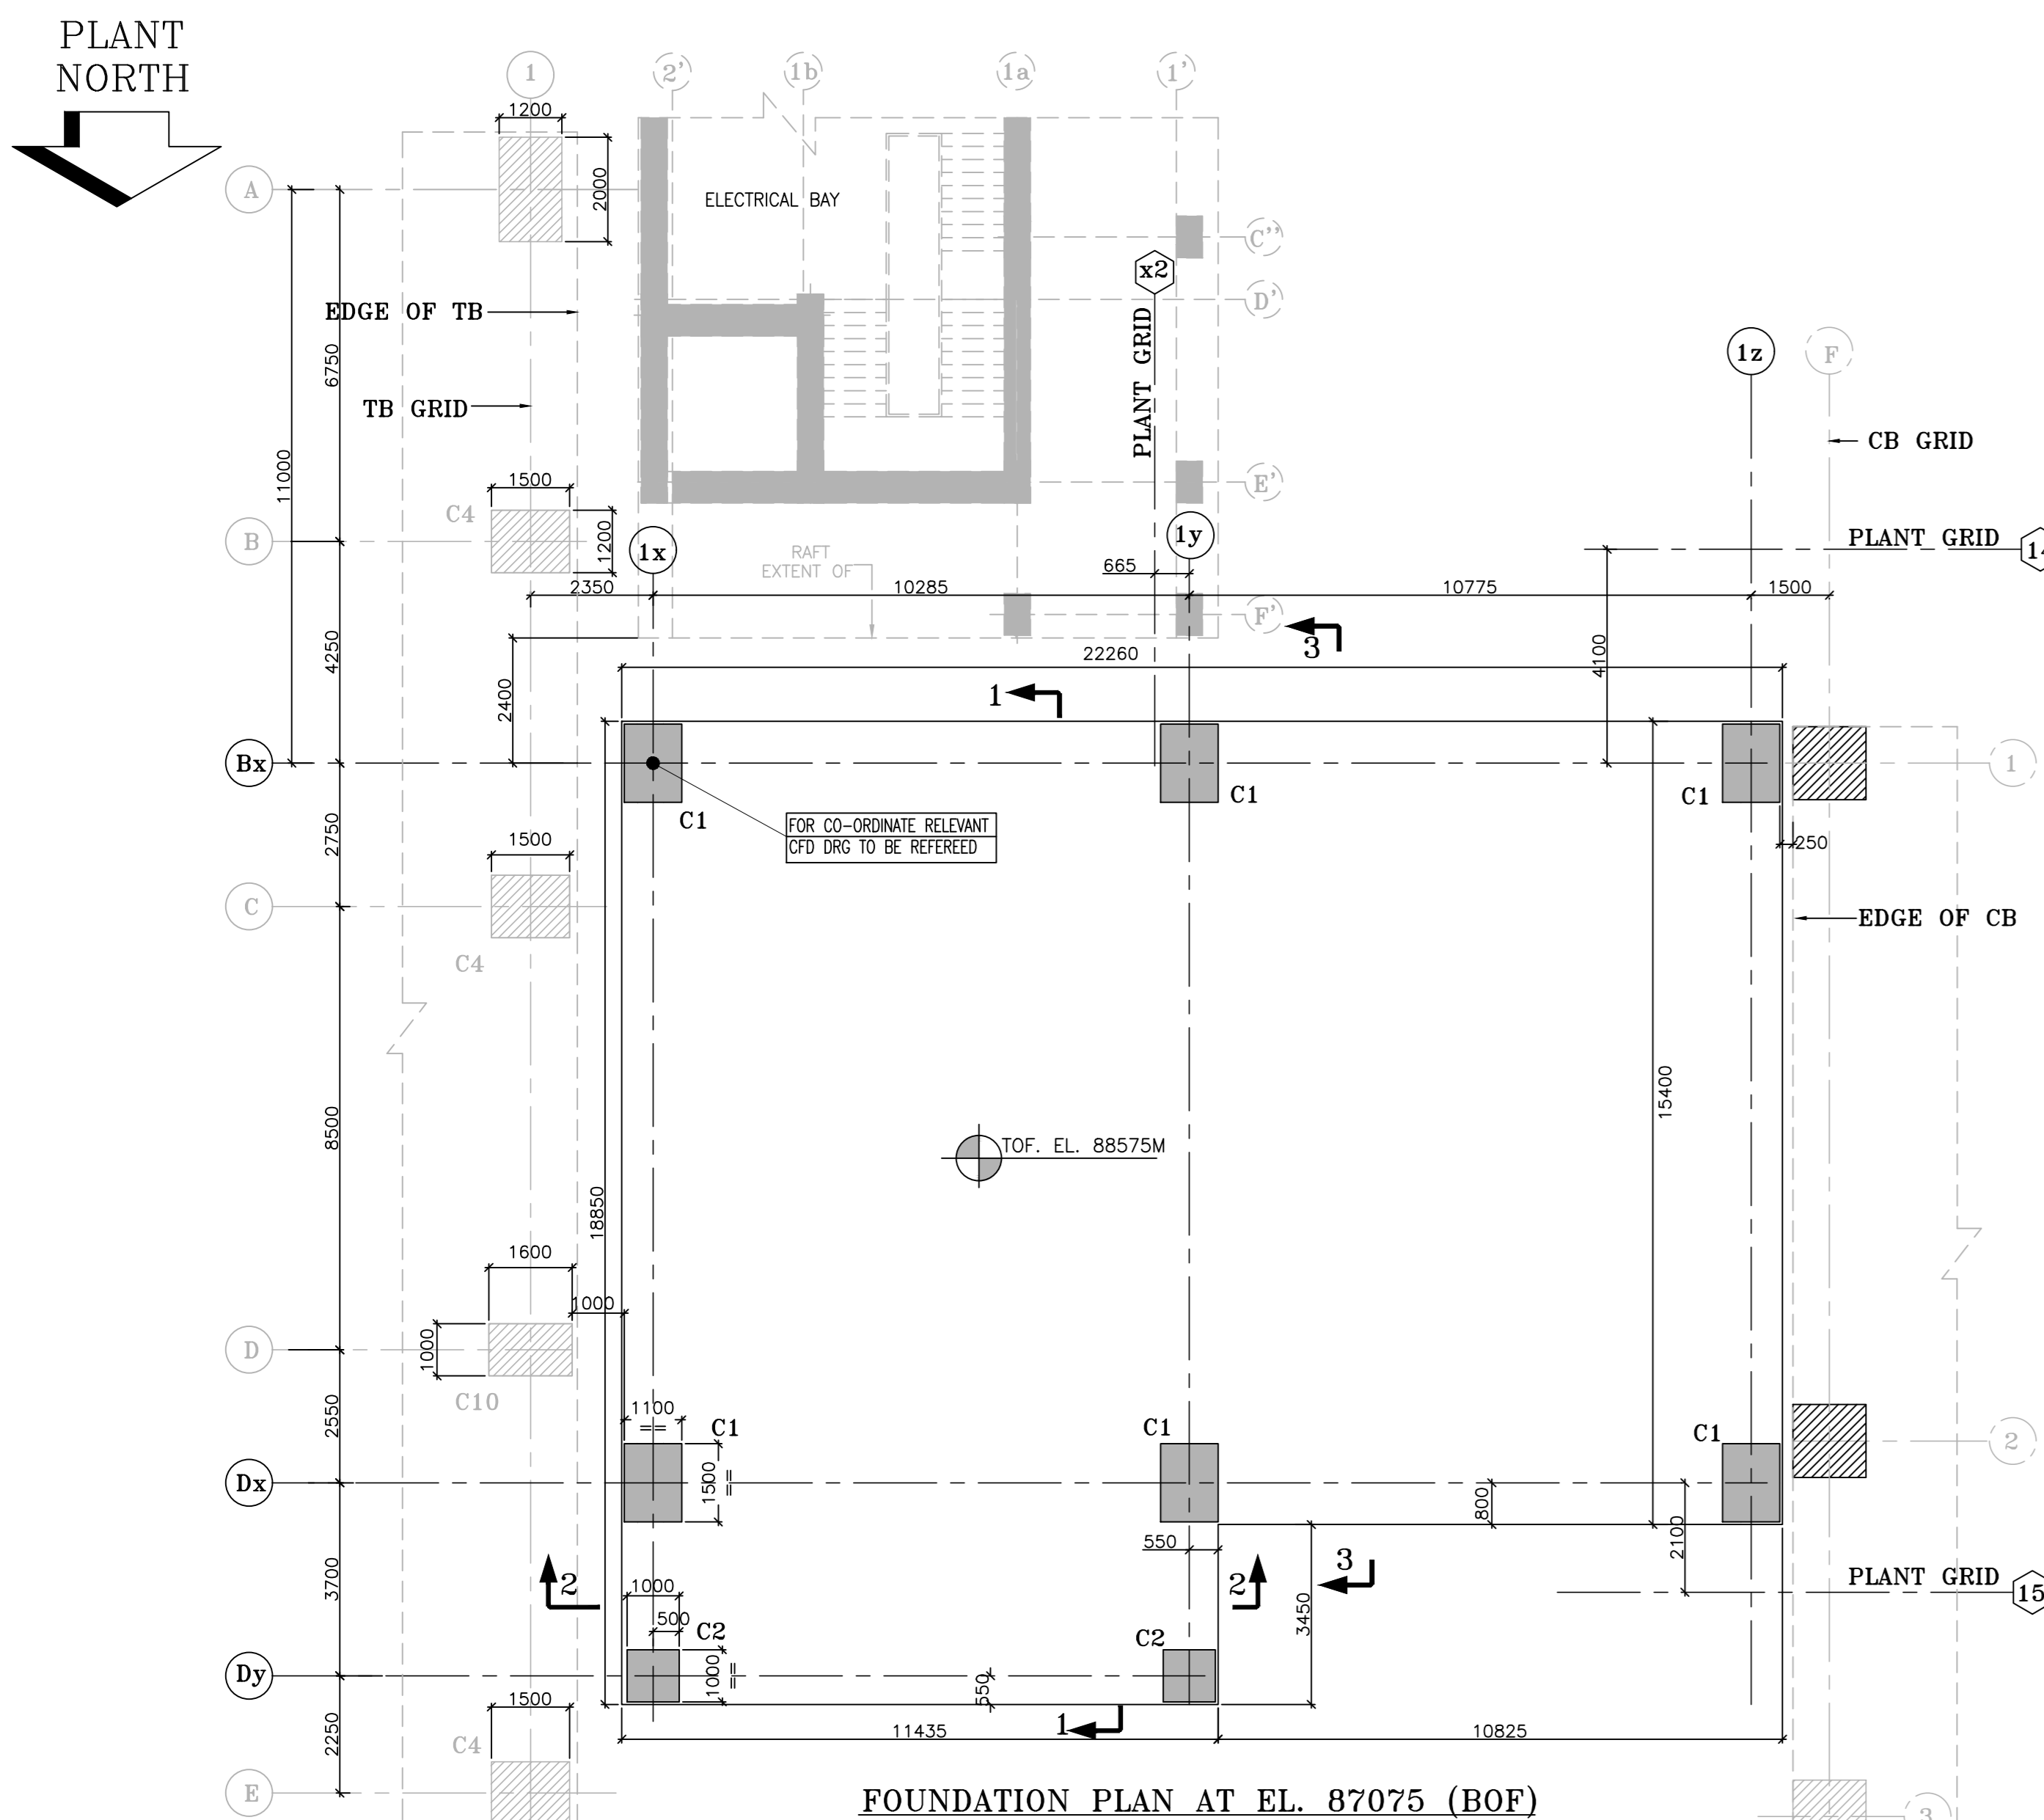 PLANT
NORTH
1
2'
1b
1a
1'
1200
A
2000
ELECTRICAL BAY
C''
x2
D'
EDGE OF TB
PLANT GRID
6750
1z
F
TB GRID
11000
CB GRID
1500
C4
E'
B
1200
1x
1y
PLANT GRID
RAFT
EXTENT OF
665
2350
10285
10775
1500
F'
3
4250
4100
22260
2400
1
Bx
1
C1
C1
C1
FOR CO-ORDINATE RELEVANT
CFD DRG TO BE REFEREED
2750
1500
250
C
EDGE OF CB
C4
15400
8500
TOF. EL. 88575M
18850
1600
1000
D
1000
C10
2550
1100
==
C1
C1
C1
2
Dx
1500
==
800
2100
550
3
2
2
PLANT GRID
15
3700
1000
3450
500
C2
C2
Dy
1000
==
550
1500
1
2250
C4
11435
10825
E
FOUNDATION PLAN AT EL. 87075 (BOF)